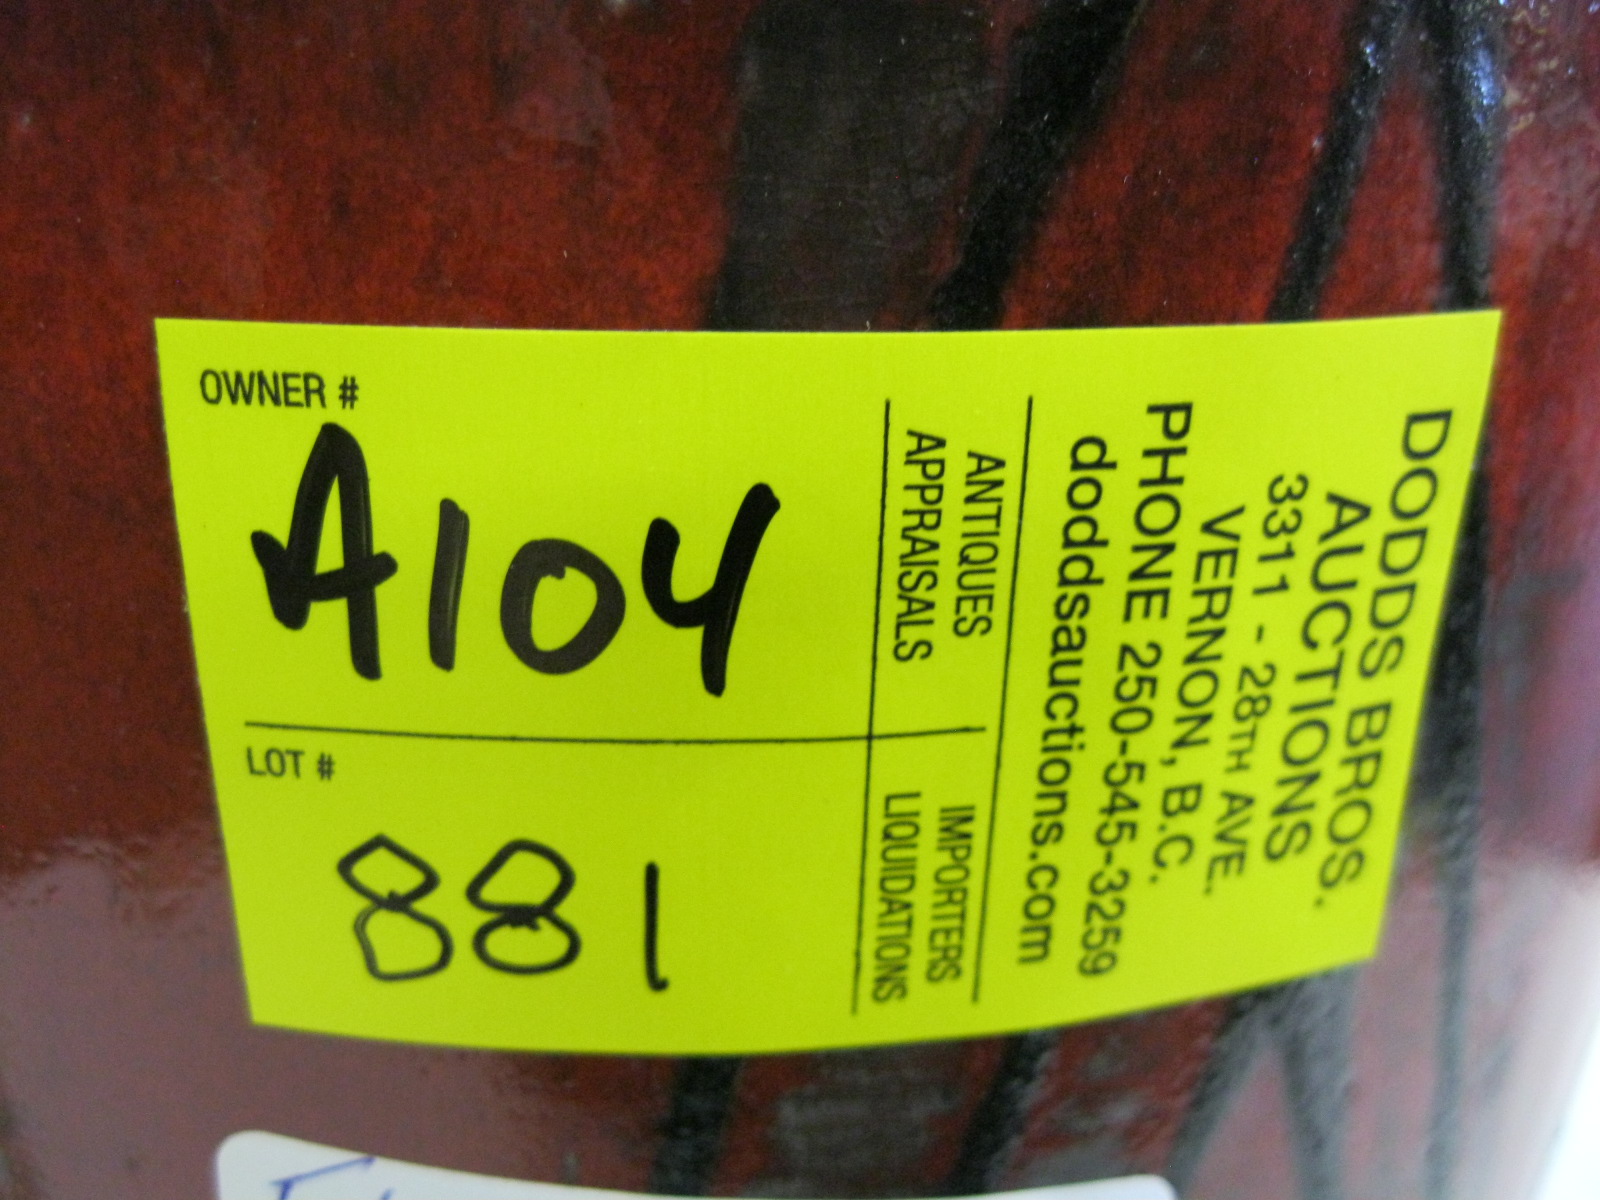 OWNER #
A104
LOT #
881
ANTIQUES
APPRAISALS
IMPORTERS
LIQUIDATIONS
DODDS BROS.
AUCTIONS
3311 - 28TH AVE.
VERNON, B.C.
PHONE 250-545-3259
doddsauctions.com